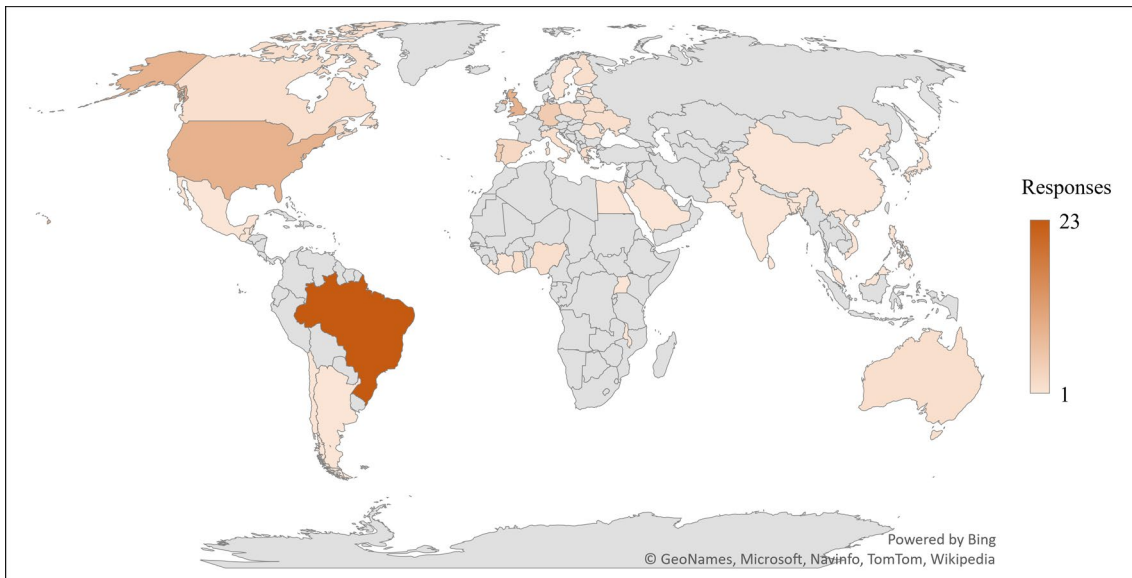 Responses
23
1
Powered by Bing
© GeoNames, Microsoft, Navinfo, TomTom, Wikipedia